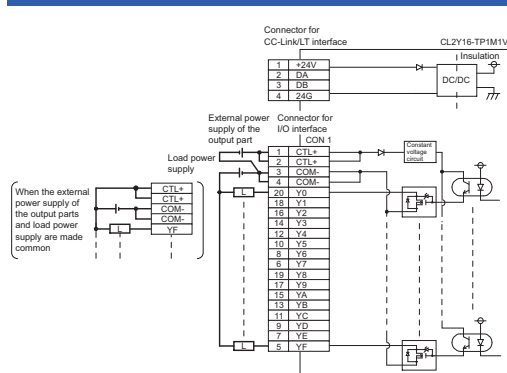 Connector for
CC-Link/LT interface
CL2Y16-TP1M1V
Insulation
1 +24V
2 DA
3 DB
4 24G
DC/DC
External power
supply of the
output part
Connector for
I/O interface
CON 1
Load power
supply
1 CTL+
2 CTL+
3 COM-
4 COM-
20 Y0
18 Y1
16 Y2
14 Y3
12 Y4
10 Y5
8 Y6
6 Y7
19 Y8
17 Y9
15 YA
13 YB
11 YC
9 YD
7 YE
5 YF
L
L
Constant
voltage
circuit
When the external
power supply of
the output parts
and load power
supply are made
common
CTL+
CTL+
COM-
COM-
YF
L